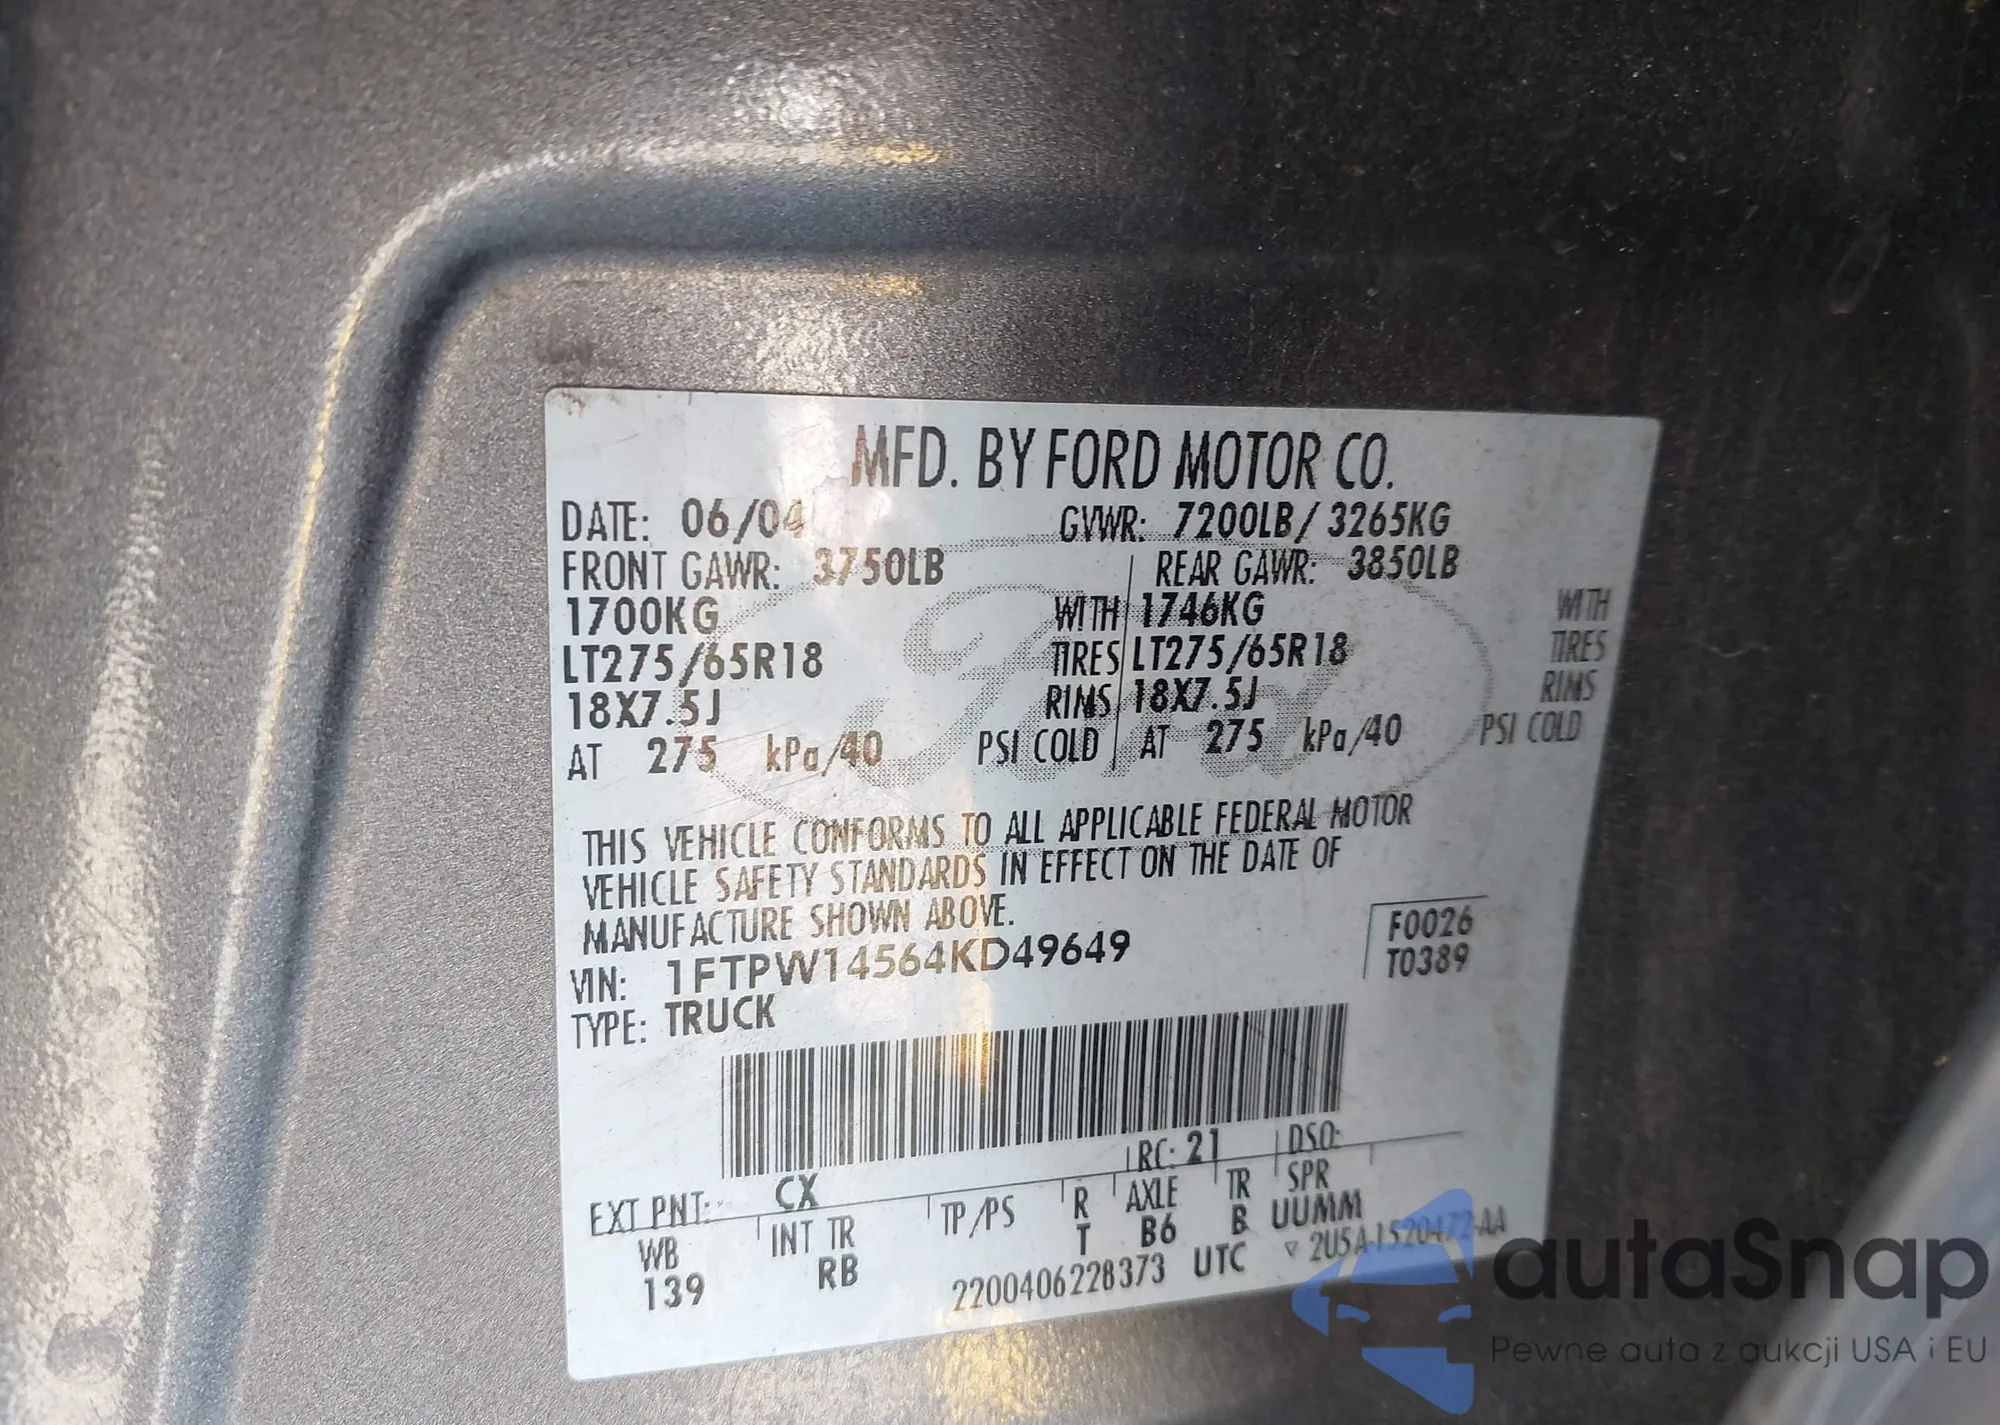 MFD. BY FORD MOTOR CO.
DATE: 06/04 GVWR: 7200LB/ 3265KG
FRONT GAWR: 3750LB REAR GAWR: 3850LB
1700KG WITH 1746KG WITH
LT275/65R18 TIRES LT275/65R18 TIRES
18X7.5J RIMS 18X7.5J RIMS
AT 275 kPa/40 PSI COLD AT 275 kPa/40 PSI COLD
THIS VEHICLE CONFORMS TO ALL APPLICABLE FEDERAL MOTOR
VEHICLE SAFETY STANDARDS IN EFFECT ON THE DATE OF
MANUFACTURE SHOWN ABOVE.
VIN: 1FTPW14564KD49649
F0026
T0389
TYPE: TRUCK
EXT PNT: CX RC: 21 DSO:
WB INT TR TP/PS R AXLE TR SPR
139 RB T B6 B UUMM
2200406228373 UTC ▽ 2U5A-1520472-AA
Ford
autaSnap
Pewne auta z aukcji USA i EU